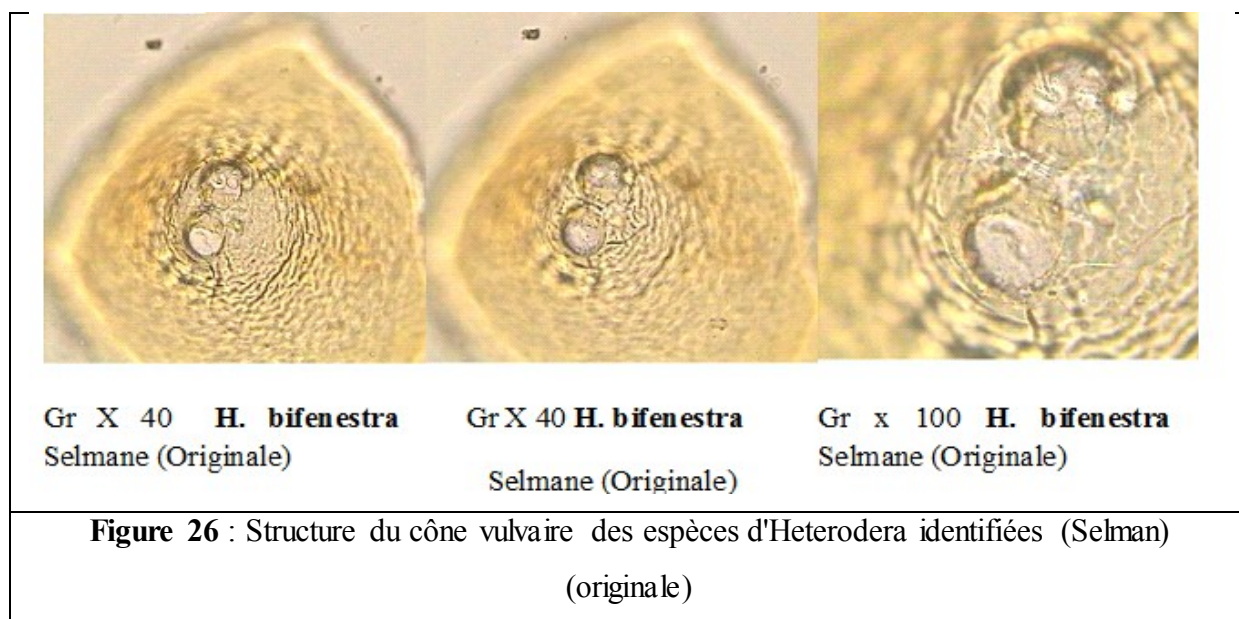 Gr X 40 H. bifenestra
Selmane (Originale)
Gr X 40 H. bifenestra
Selmane (Originale)
Gr x 100 H. bifenestra
Selmane (Originale)
Figure 26 : Structure du cône vulvaire des espèces d'Heterodera identifiées (Selman)
(originale)